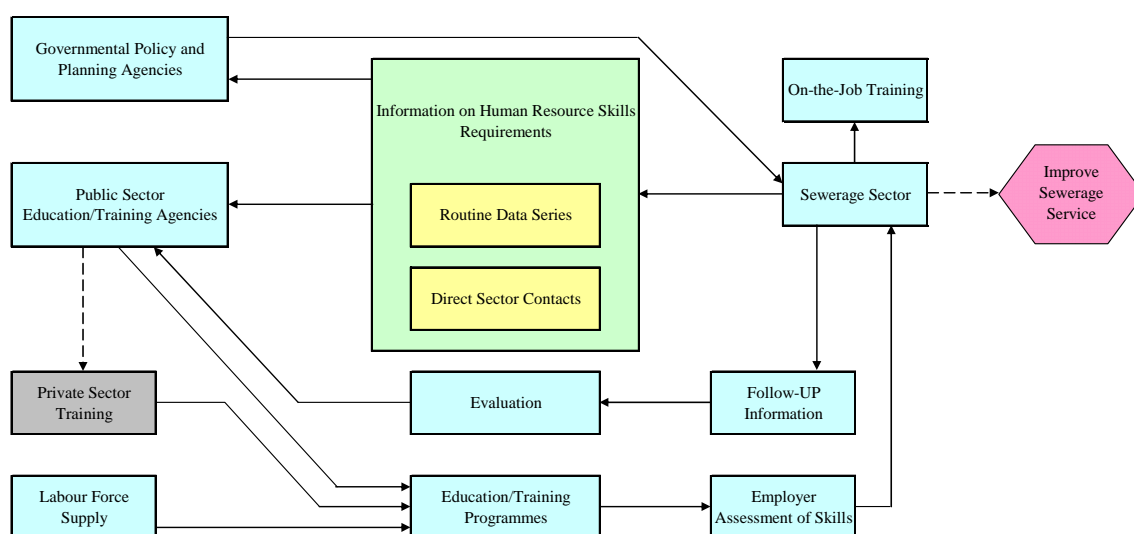 Governmental Policy and
Planning Agencies
Information on Human Resource Skills
Requirements
On-the-Job Training
Public Sector
Education/Training Agencies
Routine Data Series
Sewerage Sector
Improve
Sewerage
Service
Direct Sector Contacts
Private Sector
Training
Evaluation
Follow-UP
Information
Labour Force
Supply
Education/Training
Programmes
Employer
Assessment of Skills